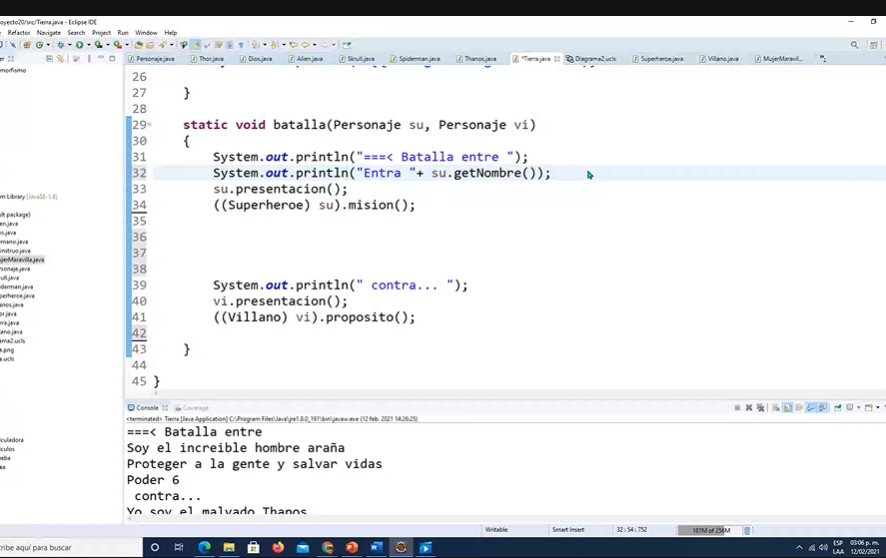 oyecto20/src/Tierra.java - Eclipse IDE
Refactor Navigate Search Project Run Window Help
Personaje.java Thor.java Dios.java Alien.java Skrull.java Spiderman.java Thanos.java *Tierra.java Diagrama2.ucls Superheroe.java Villano.java MujerMaravil...
morfismo
26
27 }
28
29 static void batalla(Personaje su, Personaje vi)
30 {
31 System.out.println("===< Batalla entre ");
32 System.out.println("Entra "+ su.getNombre());
33 su.presentacion();
34 ((Superheroe) su).mision();
35
36
37
38
39 System.out.println(" contra... ");
40 vi.presentacion();
41 ((Villano) vi).proposito();
42
43 }
44
45 }
m Library [JavaSE-1.8]
ult package)
en.java
os.java
mano.java
onstruo.java
ujerMaravilla.java
rsonaje.java
rull.java
iderman.java
uperheroe.java
anos.java
or.java
rra.java
lano.java
ma2.ucls
a.png
a.ucls
culadora
culos
eba
ea
Console Coverage
<terminated> Tierra [Java Application] C:\Program Files\Java\jre1.8.0_191\bin\javaw.exe (12 feb. 2021 14:26:25)
===< Batalla entre
Soy el increible hombre araña
Proteger a la gente y salvar vidas
Poder 6
contra...
Yo soy el malvado Thanos
Writable Smart Insert 32 : 54 : 752 181M of 256M
cribe aquí para buscar
ESP
LAA
03:06 p. m.
12/02/2021